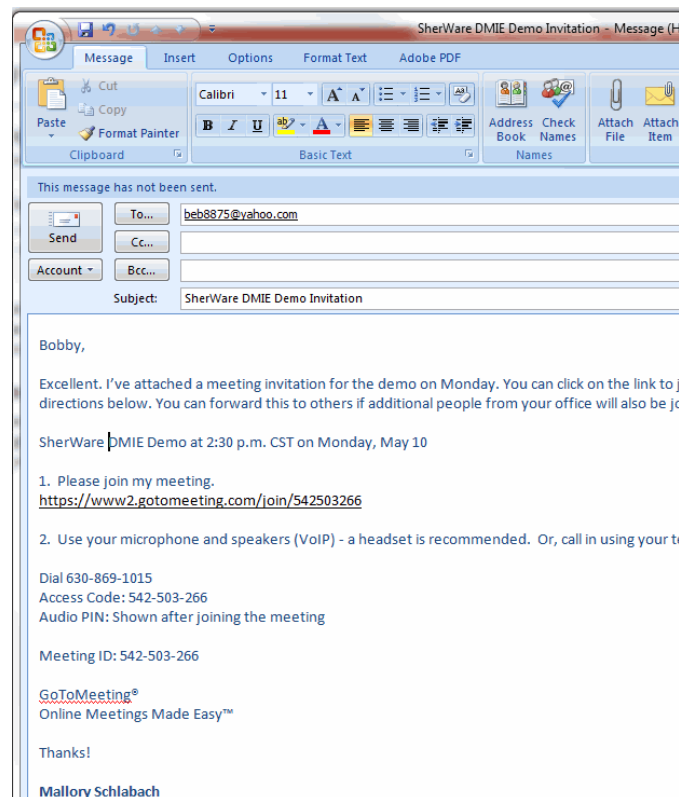 SherWare DMIE Demo Invitation - Message (H
Message Insert Options Format Text Adobe PDF
Paste
Cut
Copy
Format Painter
Clipboard
Calibri 11
B I U
Basic Text
Address Book
Check Names
Names
Attach File
Attach Item
This message has not been sent.
Send
Account
To... beb8875@yahoo.com
Cc...
Bcc...
Subject: SherWare DMIE Demo Invitation
Bobby,
Excellent. I've attached a meeting invitation for the demo on Monday. You can click on the link to j
directions below. You can forward this to others if additional people from your office will also be jo
SherWare DMIE Demo at 2:30 p.m. CST on Monday, May 10
1. Please join my meeting.
https://www2.gotomeeting.com/join/542503266
2. Use your microphone and speakers (VoIP) - a headset is recommended. Or, call in using your te
Dial 630-869-1015
Access Code: 542-503-266
Audio PIN: Shown after joining the meeting
Meeting ID: 542-503-266
GoToMeeting®
Online Meetings Made Easy™
Thanks!
Mallory Schlabach